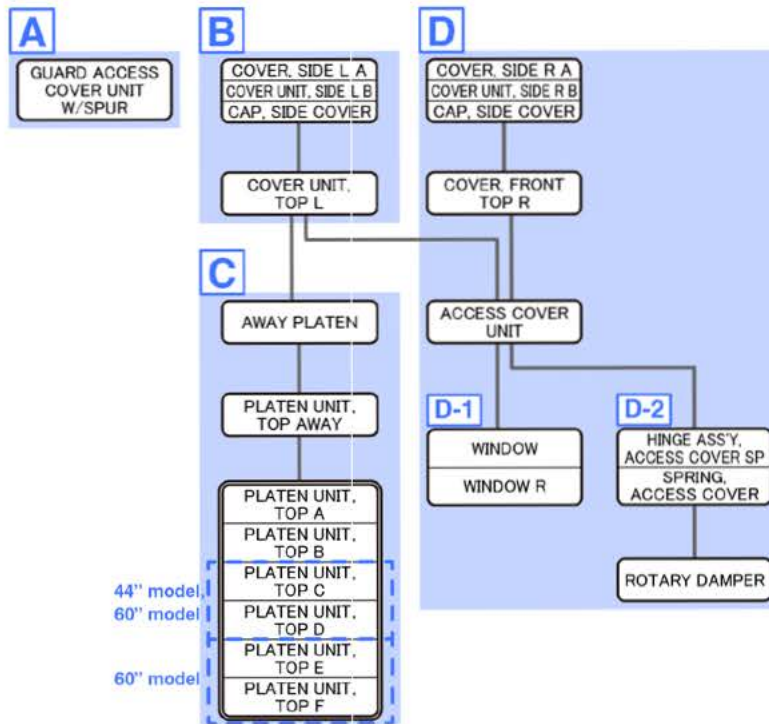 A
GUARD ACCESS
COVER UNIT
W/SPUR
B
COVER, SIDE L A
COVER UNIT, SIDE L B
CAP, SIDE COVER
COVER UNIT,
TOP L
C
AWAY PLATEN
PLATEN UNIT,
TOP AWAY
PLATEN UNIT,
TOP A
PLATEN UNIT,
TOP B
PLATEN UNIT,
TOP C
PLATEN UNIT,
TOP D
PLATEN UNIT,
TOP E
PLATEN UNIT,
TOP F
44" model,
60" model
60" model
D
COVER, SIDE R A
COVER UNIT, SIDE R B
CAP, SIDE COVER
COVER, FRONT
TOP R
ACCESS COVER
UNIT
D-1
WINDOW
WINDOW R
D-2
HINGE ASS'Y,
ACCESS COVER SP
SPRING,
ACCESS COVER
ROTARY DAMPER